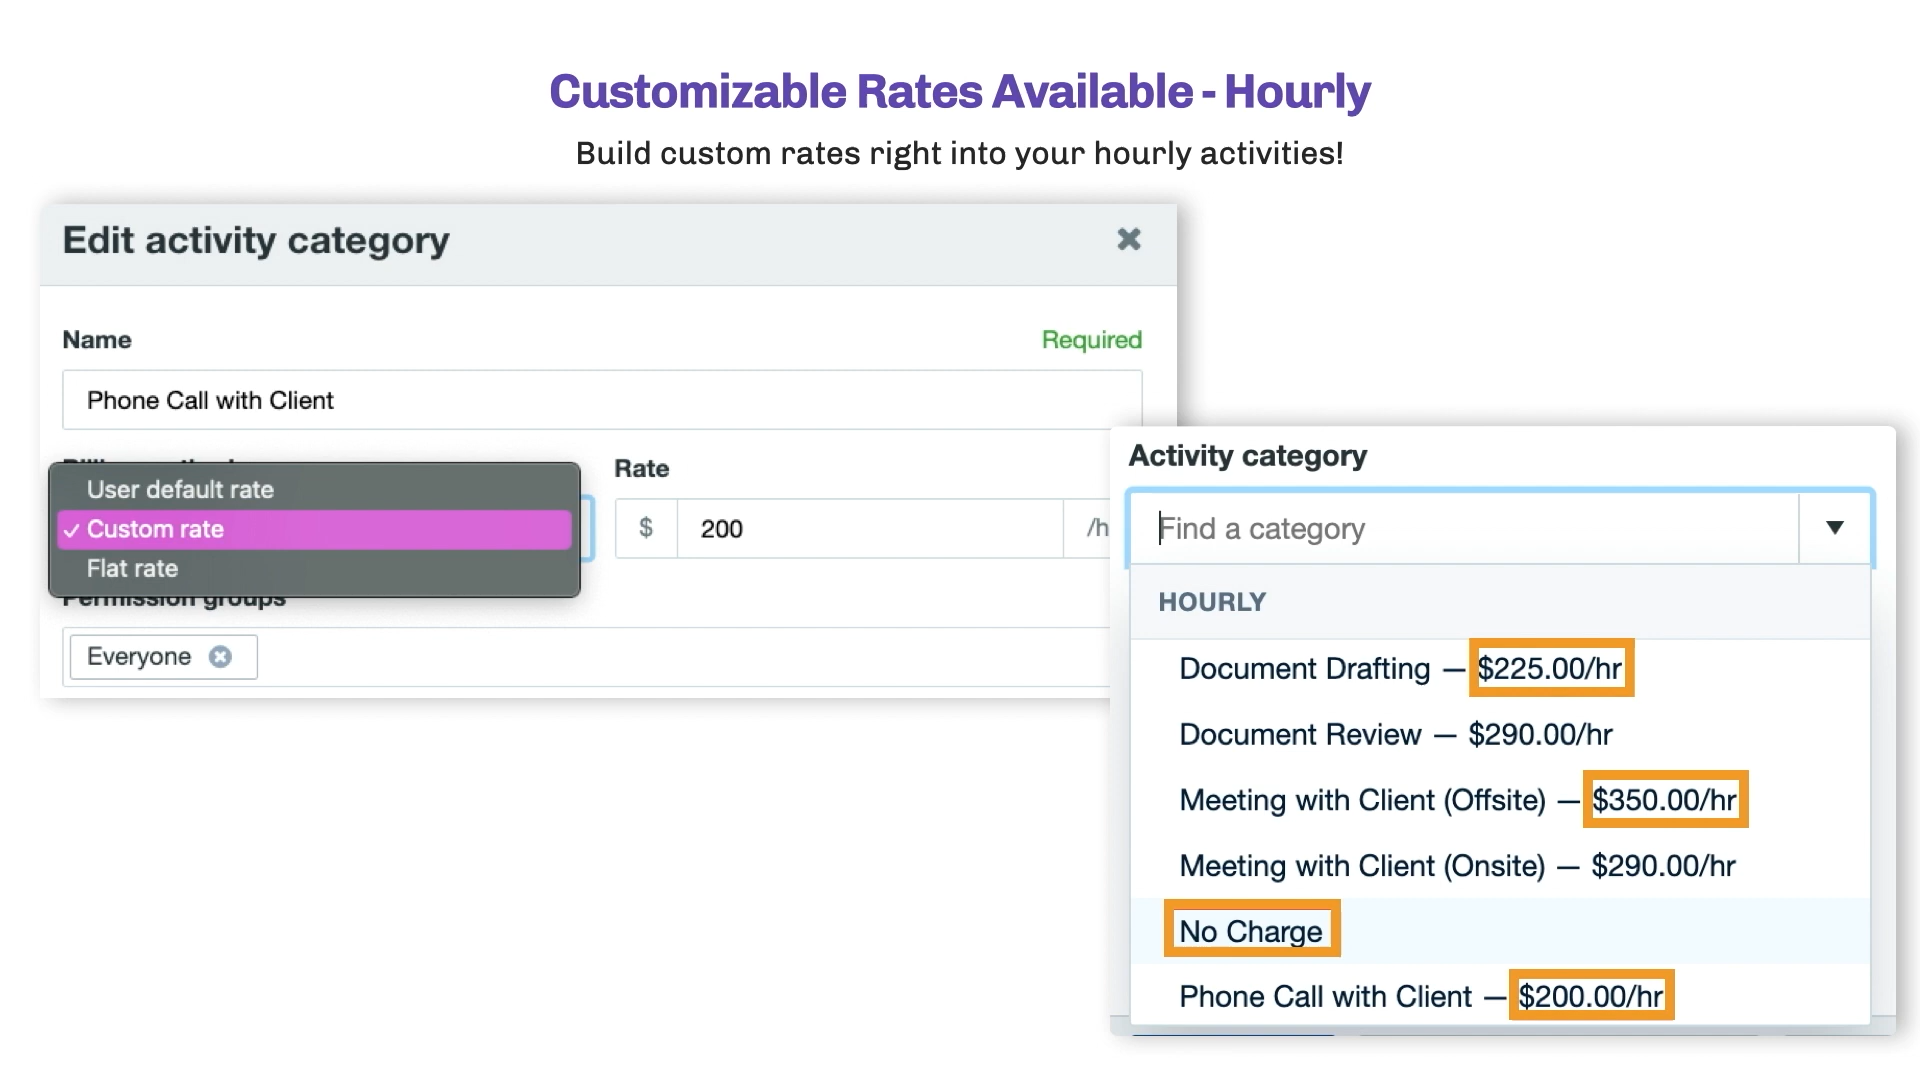 Customizable Rates Available - Hourly
Build custom rates right into your hourly activities!
Edit activity category
Name
Required
Phone Call with Client
User default rate
✓ Custom rate
Flat rate
Rate
$ 200 /h
Permission groups
Everyone
Activity category
Find a category
HOURLY
Document Drafting — $225.00/hr
Document Review — $290.00/hr
Meeting with Client (Offsite) — $350.00/hr
Meeting with Client (Onsite) — $290.00/hr
No Charge
Phone Call with Client — $200.00/hr